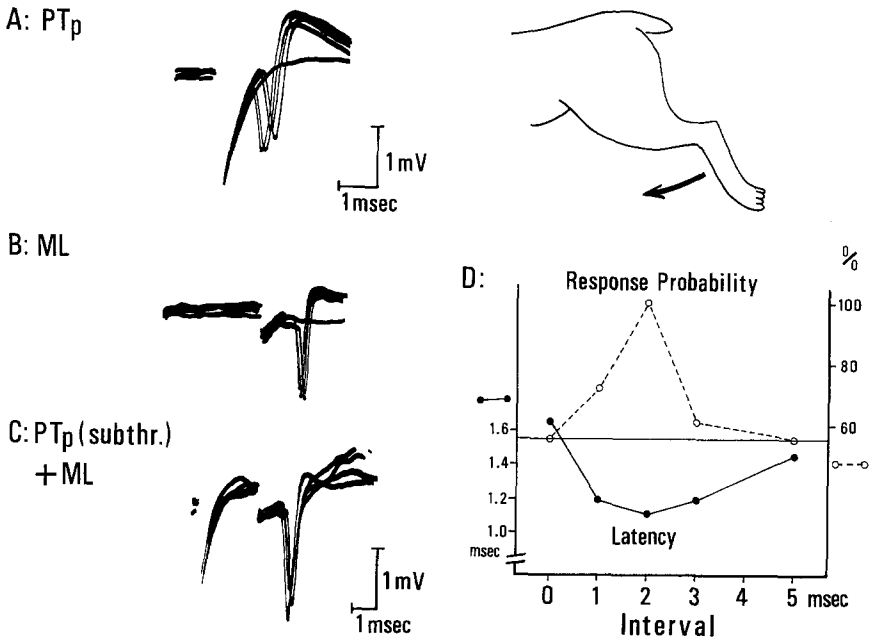 A: PTp
1mV
1msec
B: ML
C: PTp (subthr.)
+ML
1mV
1msec
D:
%
Response Probability
100
80
60
1.6
1.4
1.2
1.0
msec
Latency
0 1 2 3 4 5 msec
Interval